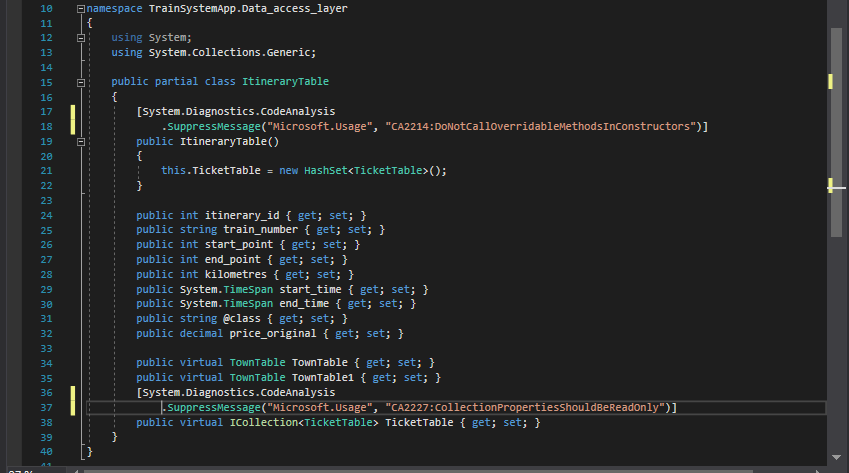 10 namespace TrainSystemApp.Data_access_layer
11 {
12 using System;
13 using System.Collections.Generic;
14
15 public partial class ItineraryTable
16 {
17 [System.Diagnostics.CodeAnalysis
18 .SuppressMessage("Microsoft.Usage", "CA2214:DoNotCallOverridableMethodsInConstructors")]
19 public ItineraryTable()
20 {
21 this.TicketTable = new HashSet<TicketTable>();
22 }
23
24 public int itinerary_id { get; set; }
25 public string train_number { get; set; }
26 public int start_point { get; set; }
27 public int end_point { get; set; }
28 public int kilometres { get; set; }
29 public System.TimeSpan start_time { get; set; }
30 public System.TimeSpan end_time { get; set; }
31 public string @class { get; set; }
32 public decimal price_original { get; set; }
33
34 public virtual TownTable TownTable { get; set; }
35 public virtual TownTable TownTable1 { get; set; }
36 [System.Diagnostics.CodeAnalysis
37 .SuppressMessage("Microsoft.Usage", "CA2227:CollectionPropertiesShouldBeReadOnly")]
38 public virtual ICollection<TicketTable> TicketTable { get; set; }
39 }
40 }